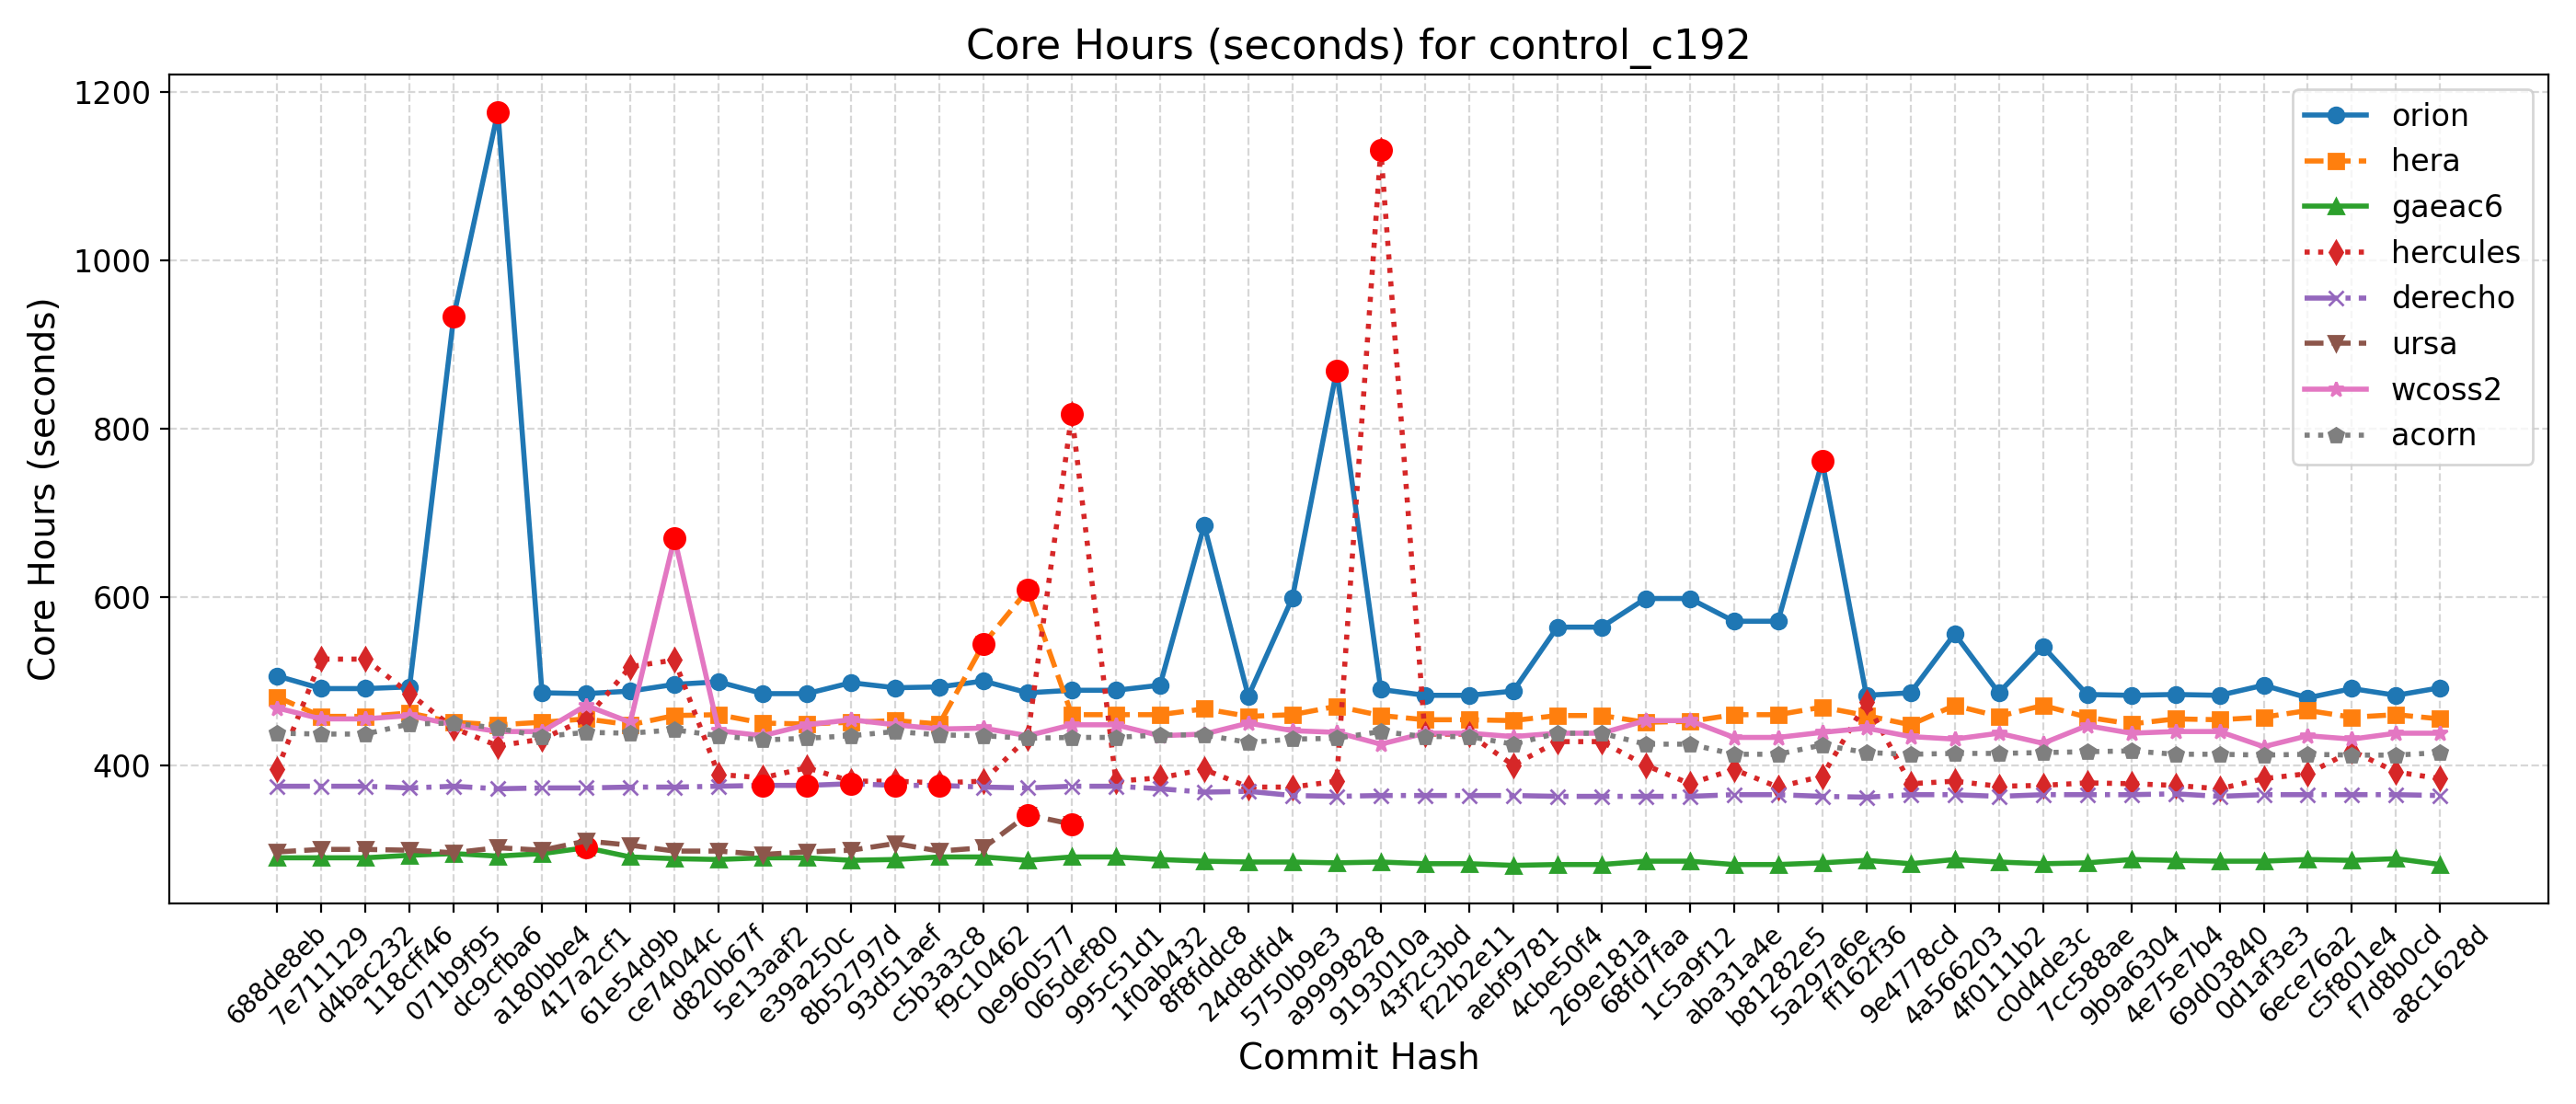 Core Hours (seconds) for control_c192
Core Hours (seconds)
1200
1000
800
600
400
orion
hera
gaeac6
hercules
derecho
ursa
wcoss2
acorn
688de8eb
7e711129
d4bac232
118cff46
071b9f95
dc9cfba6
a180bbe4
417a2cf1
61e54d9b
ce74044c
d820b67f
5e13aaf2
e39a250c
8b52797d
93d51aef
c5b3a3c8
f9c10462
0e960577
065def80
995c51d1
1f0ab432
8f8fddc8
24d8dfd4
5750b9e3
a9999828
9193010a
43f2c3bd
f22b2e11
aebf9781
4cbe50f4
269e181a
68fd7faa
1c5a9f12
aba31a4e
b81282e5
5a297a6e
ff162f36
9e4778cd
4a566203
4f0111b2
c0d4de3c
7cc588ae
9b9a6304
4e75e7b4
69d03840
0d1af3e3
6ece76a2
c5f801e4
f7d8b0cd
a8c1628d
Commit Hash